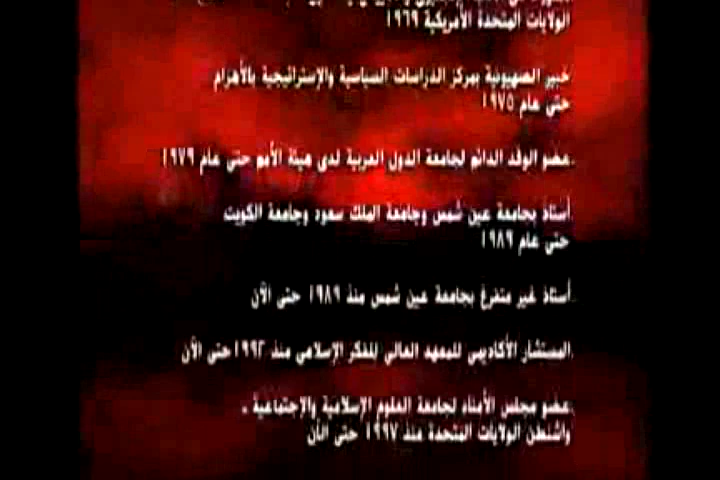 الولايات المتحدة الأمريكية ١٩٦٩
خبير الصهيونية بمركز الدراسات السياسية والإستراتيجية بالأهرام
حتى عام ١٩٧٥
عضو الوفد الدائم لجامعة الدول العربية لدى هيئة الأمم حتى عام ١٩٧٩
أستاذ بجامعة عين شمس وجامعة الملك سعود وجامعة الكويت
حتى عام ١٩٨٩
أستاذ غير متفرغ بجامعة عين شمس منذ ١٩٨٩ حتى الآن
المستشار الأكاديمي للمعهد العالي للفكر الإسلامي منذ ١٩٩٢ حتى الآن
عضو مجلس الأمناء لجامعة العلوم الإسلامية والإجتماعية .
واشنطن الولايات المتحدة منذ ١٩٩٧ حتى الأن